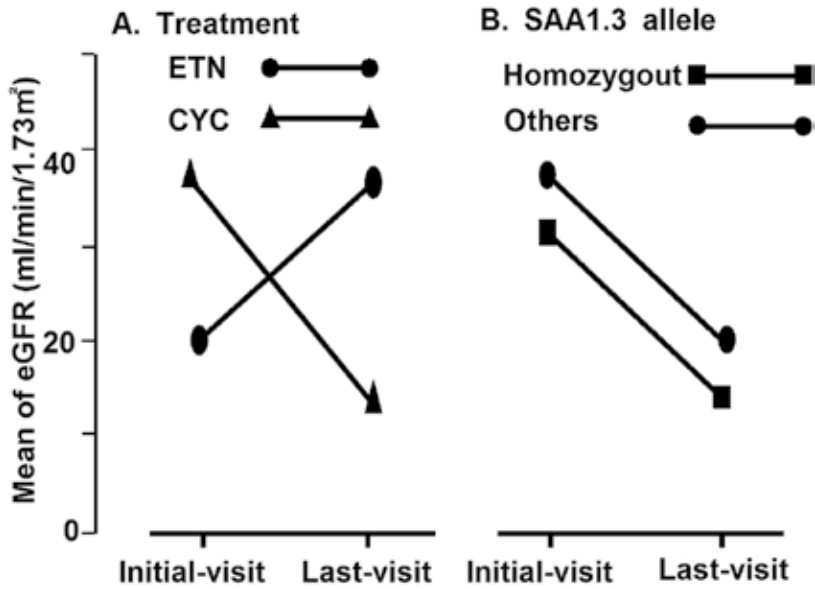 A. Treatment
ETN
CYC
B. SAA1.3 allele
Homozygout
Others
Mean of eGFR (ml/min/1.73㎡)
40
20
0
Initial-visit
Last-visit
Initial-visit
Last-visit